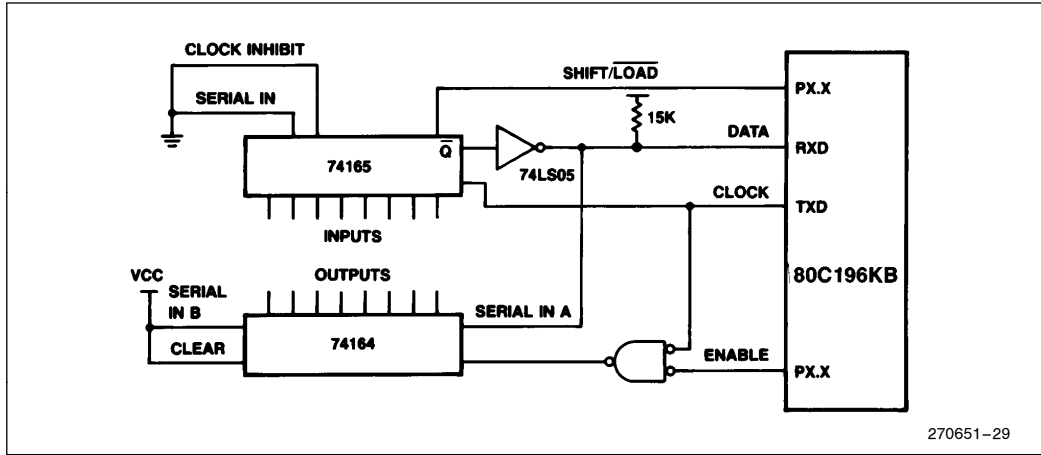 CLOCK INHIBIT
SERIAL IN
SHIFT/LOAD
PX.X
15K
DATA
RXD
Q
74165
74LS05
CLOCK
TXD
INPUTS
80C196KB
VCC
OUTPUTS
SERIAL
IN B
SERIAL IN A
CLEAR
74164
ENABLE
PX.X
270651–29